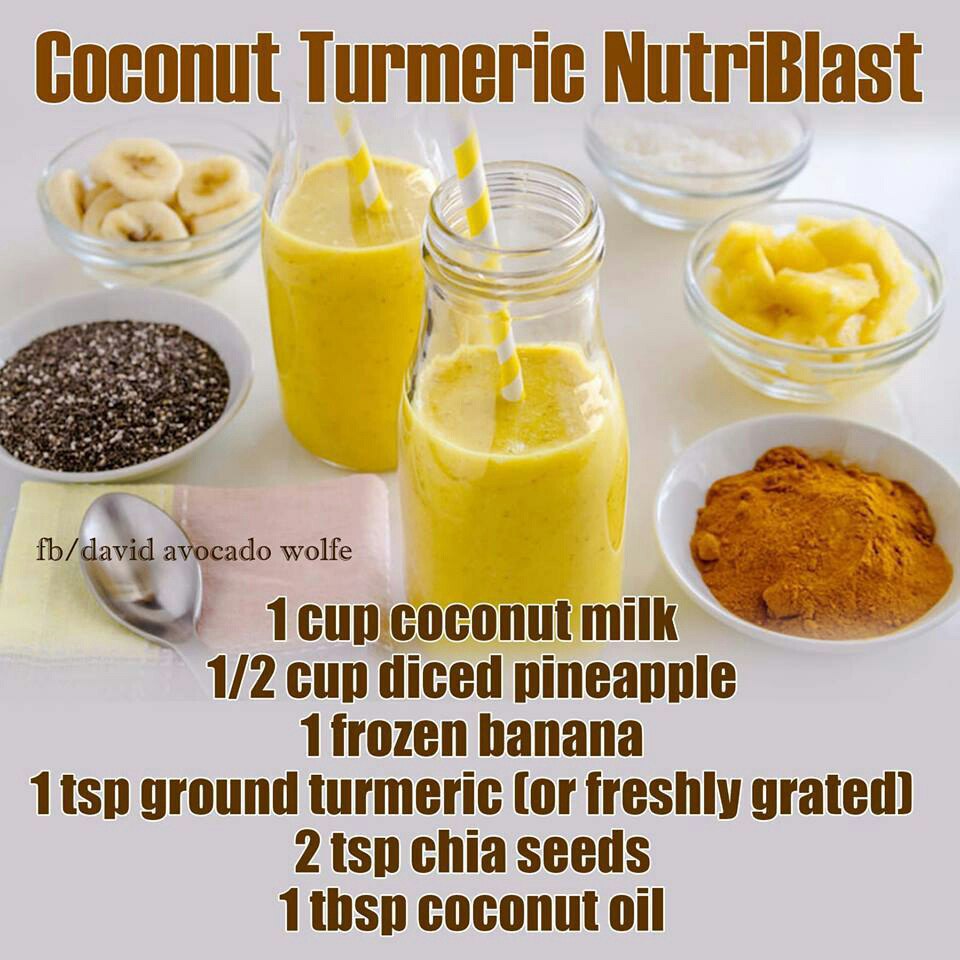 Coconut Turmeric NutriBlast
fb/david avocado wolfe
1 cup coconut milk
1/2 cup diced pineapple
1 frozen banana
1 tsp ground turmeric (or freshly grated)
2 tsp chia seeds
1 tbsp coconut oil